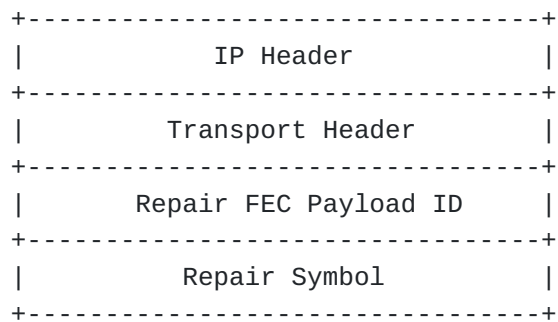 +---------------------------------+
|            IP Header            |
+---------------------------------+
|         Transport Header        |
+---------------------------------+
|       Repair FEC Payload ID     |
+---------------------------------+
|          Repair Symbol          |
+---------------------------------+